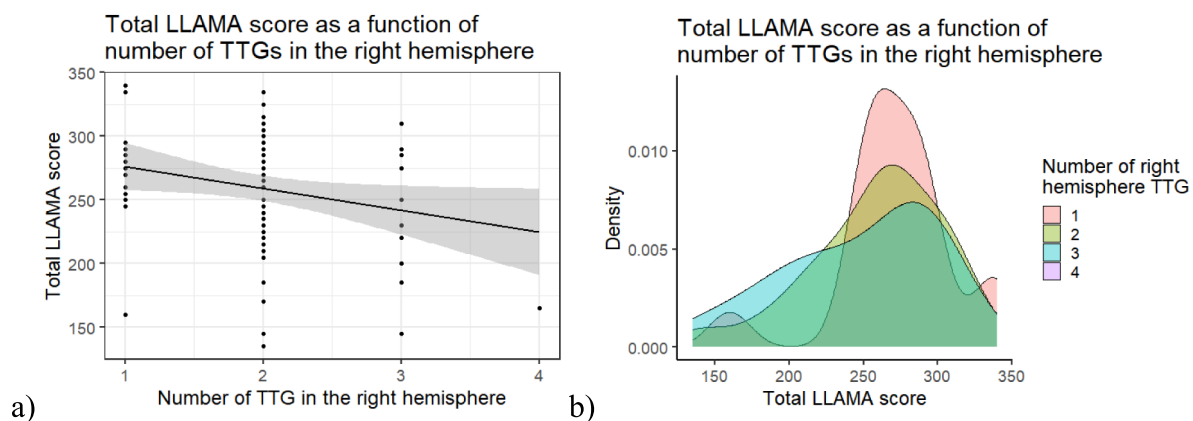 Total LLAMA score as a function of
number of TTGs in the right hemisphere
350
300
250
200
150
Total LLAMA score
1 2 3 4
Number of TTG in the right hemisphere
a)
Total LLAMA score as a function of
number of TTGs in the right hemisphere
0.010
0.005
0.000
Density
150 200 250 300
Total LLAMA score
b)
Number of right
hemisphere TTG
1
2
3
4